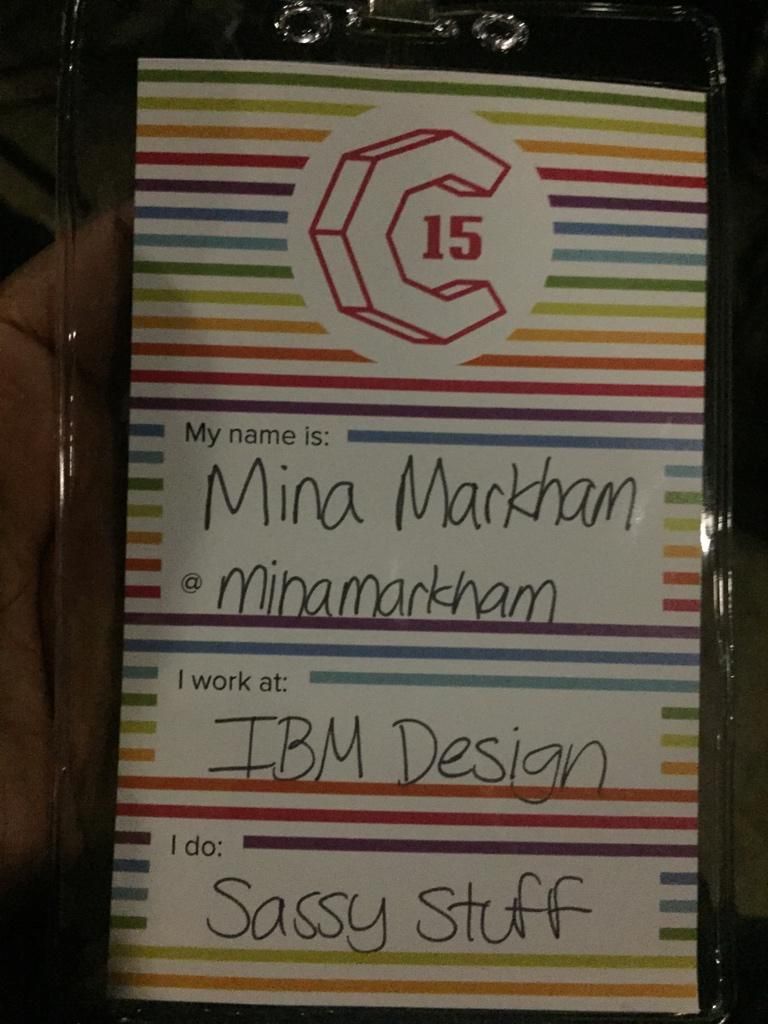 C
15
My name is:
Mina Markham
@ minamarkham
I work at:
IBM Design
I do:
Sassy Stuff